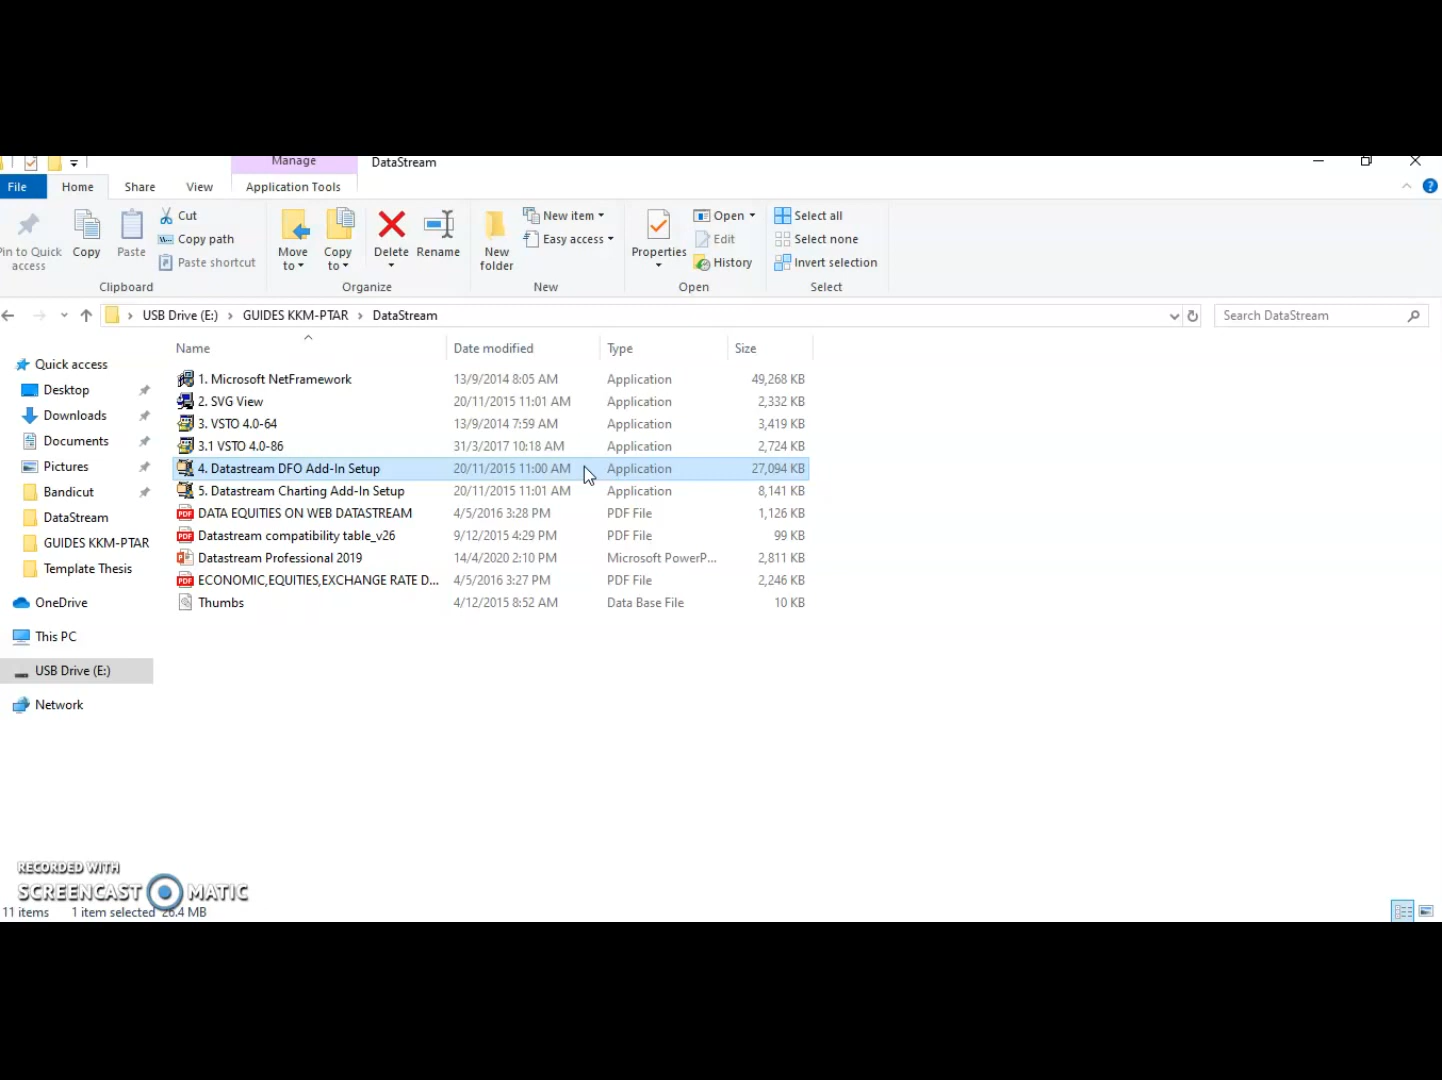 Manage
DataStream
File
Home
Share
View
Application Tools
Pin to Quick access
Copy
Paste
Cut
Copy path
Paste shortcut
Clipboard
Move to
Copy to
Delete
Rename
Organize
New folder
New item
Easy access
New
Properties
Open
Edit
History
Open
Select all
Select none
Invert selection
Select
USB Drive (E:) › GUIDES KKM-PTAR › DataStream
Search DataStream
Name Date modified Type Size
Quick access
Desktop
Downloads
Documents
Pictures
Bandicut
DataStream
GUIDES KKM-PTAR
Template Thesis
OneDrive
This PC
USB Drive (E:)
Network
1. Microsoft NetFramework 13/9/2014 8:05 AM Application 49,268 KB
2. SVG View 20/11/2015 11:01 AM Application 2,332 KB
3. VSTO 4.0-64 13/9/2014 7:59 AM Application 3,419 KB
3.1 VSTO 4.0-86 31/3/2017 10:18 AM Application 2,724 KB
4. Datastream DFO Add-In Setup 20/11/2015 11:00 AM Application 27,094 KB
5. Datastream Charting Add-In Setup 20/11/2015 11:01 AM Application 8,141 KB
DATA EQUITIES ON WEB DATASTREAM 4/5/2016 3:28 PM PDF File 1,126 KB
Datastream compatibility table_v26 9/12/2015 4:29 PM PDF File 99 KB
Datastream Professional 2019 14/4/2020 2:10 PM Microsoft PowerP... 2,811 KB
ECONOMIC,EQUITIES,EXCHANGE RATE D... 4/5/2016 3:27 PM PDF File 2,246 KB
Thumbs 4/12/2015 8:52 AM Data Base File 10 KB
RECORDED WITH
SCREENCAST MATIC
11 items 1 item selected 26.4 MB